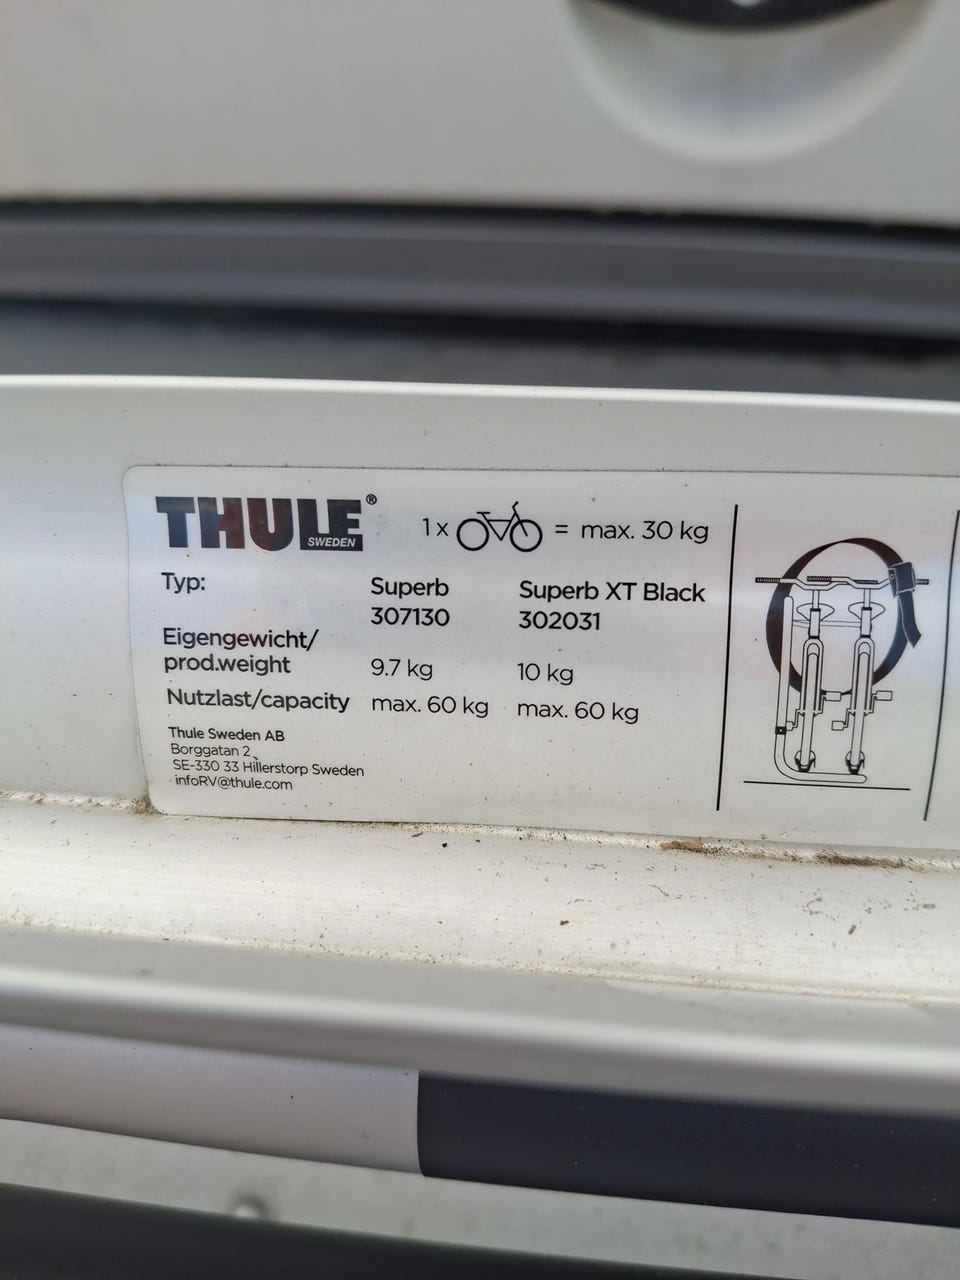 THULE®
SWEDEN
1 x = max. 30 kg
Typ: Superb Superb XT Black
307130 302031
Eigengewicht/
prod.weight 9.7 kg 10 kg
Nutzlast/capacity max. 60 kg max. 60 kg
Thule Sweden AB
Borggatan 2
SE-330 33 Hillerstorp Sweden
infoRV@thule.com